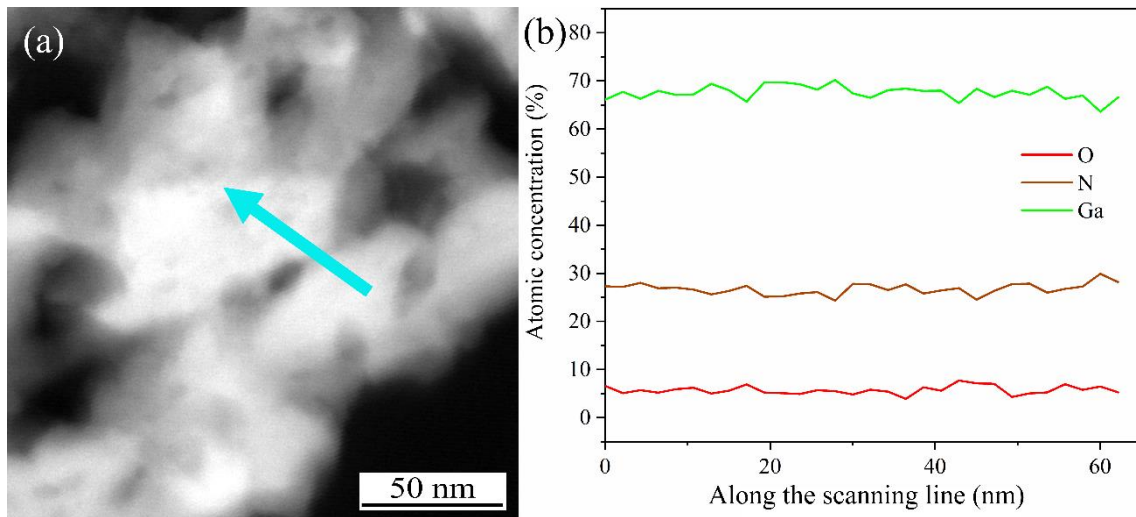 (a)
50 nm
(b)
Atomic concentration (%)
80
70
60
50
40
30
20
10
0
O
N
Ga
0
20
40
60
Along the scanning line (nm)